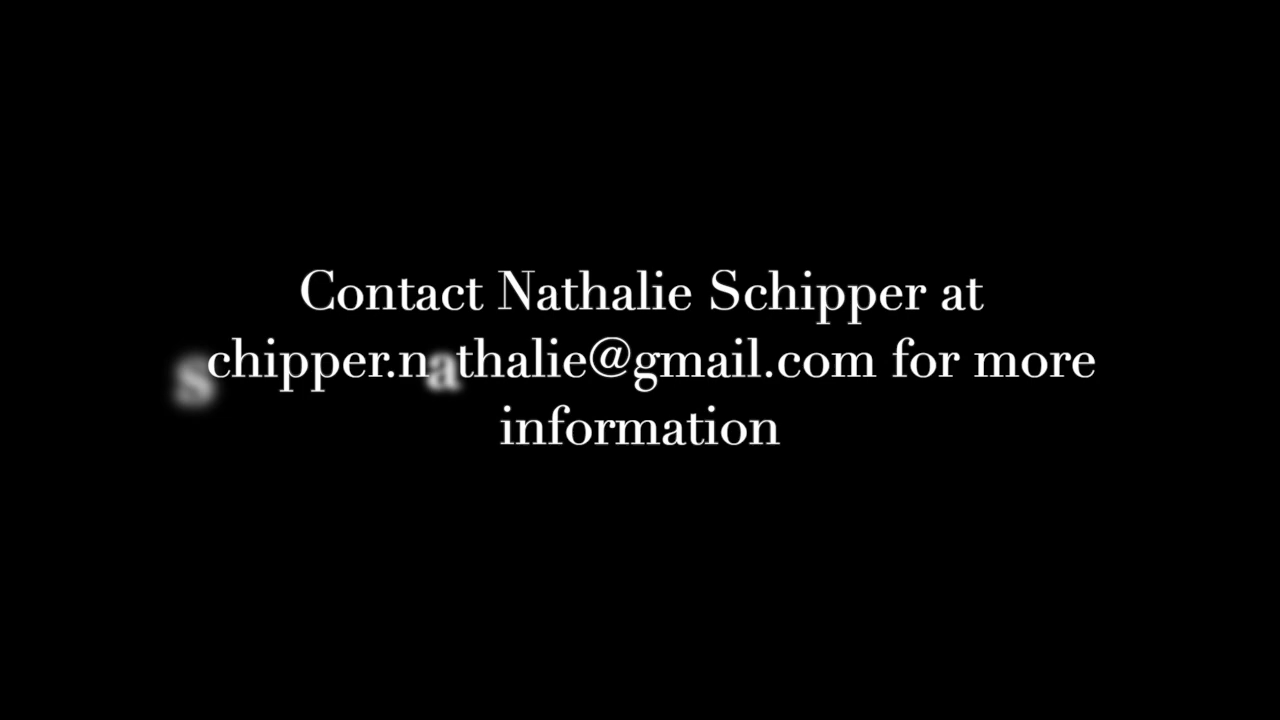 Contact Nathalie Schipper at
schipper.nathalie@gmail.com for more
information